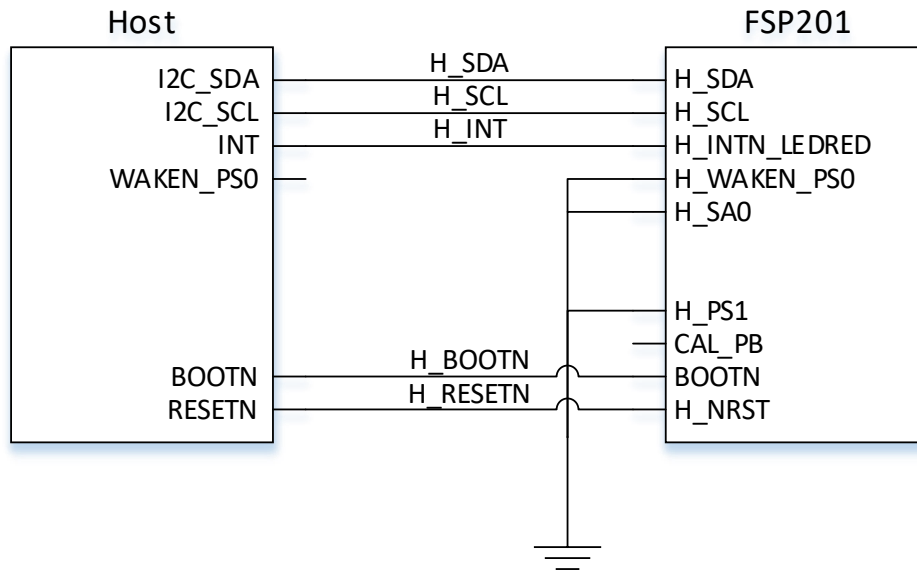 Host
FSP201
I2C_SDA
H_SDA
H_SDA
I2C_SCL
H_SCL
H_SCL
INT
H_INT
H_INTN_LEDRED
WAKEN_PS0
H_WAKEN_PS0
H_SA0
H_PS1
CAL_PB
BOOTN
H_BOOTN
BOOTN
RESETN
H_RESETN
H_NRST